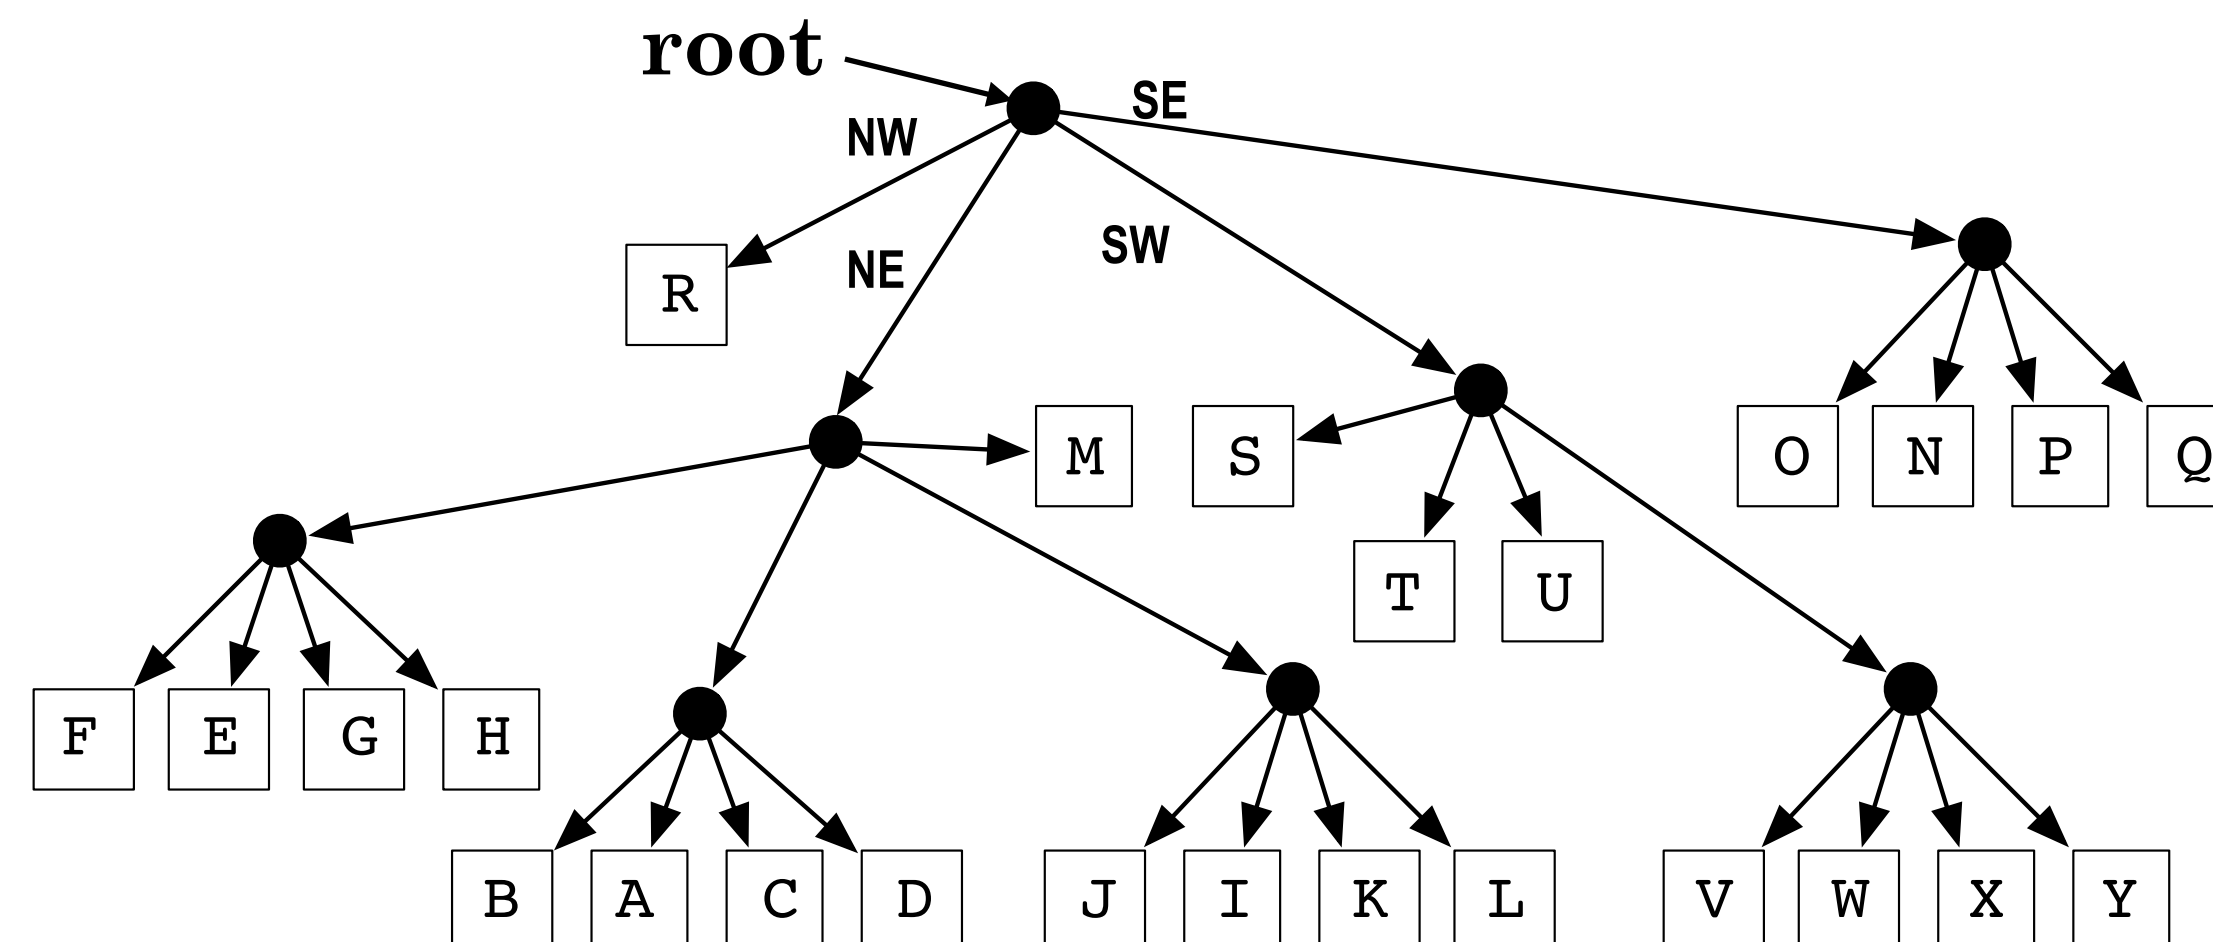 root
SE
NW
SW
NE
R
M S O N P Q
T U
F E G H
B A C D J I K L V W X Y